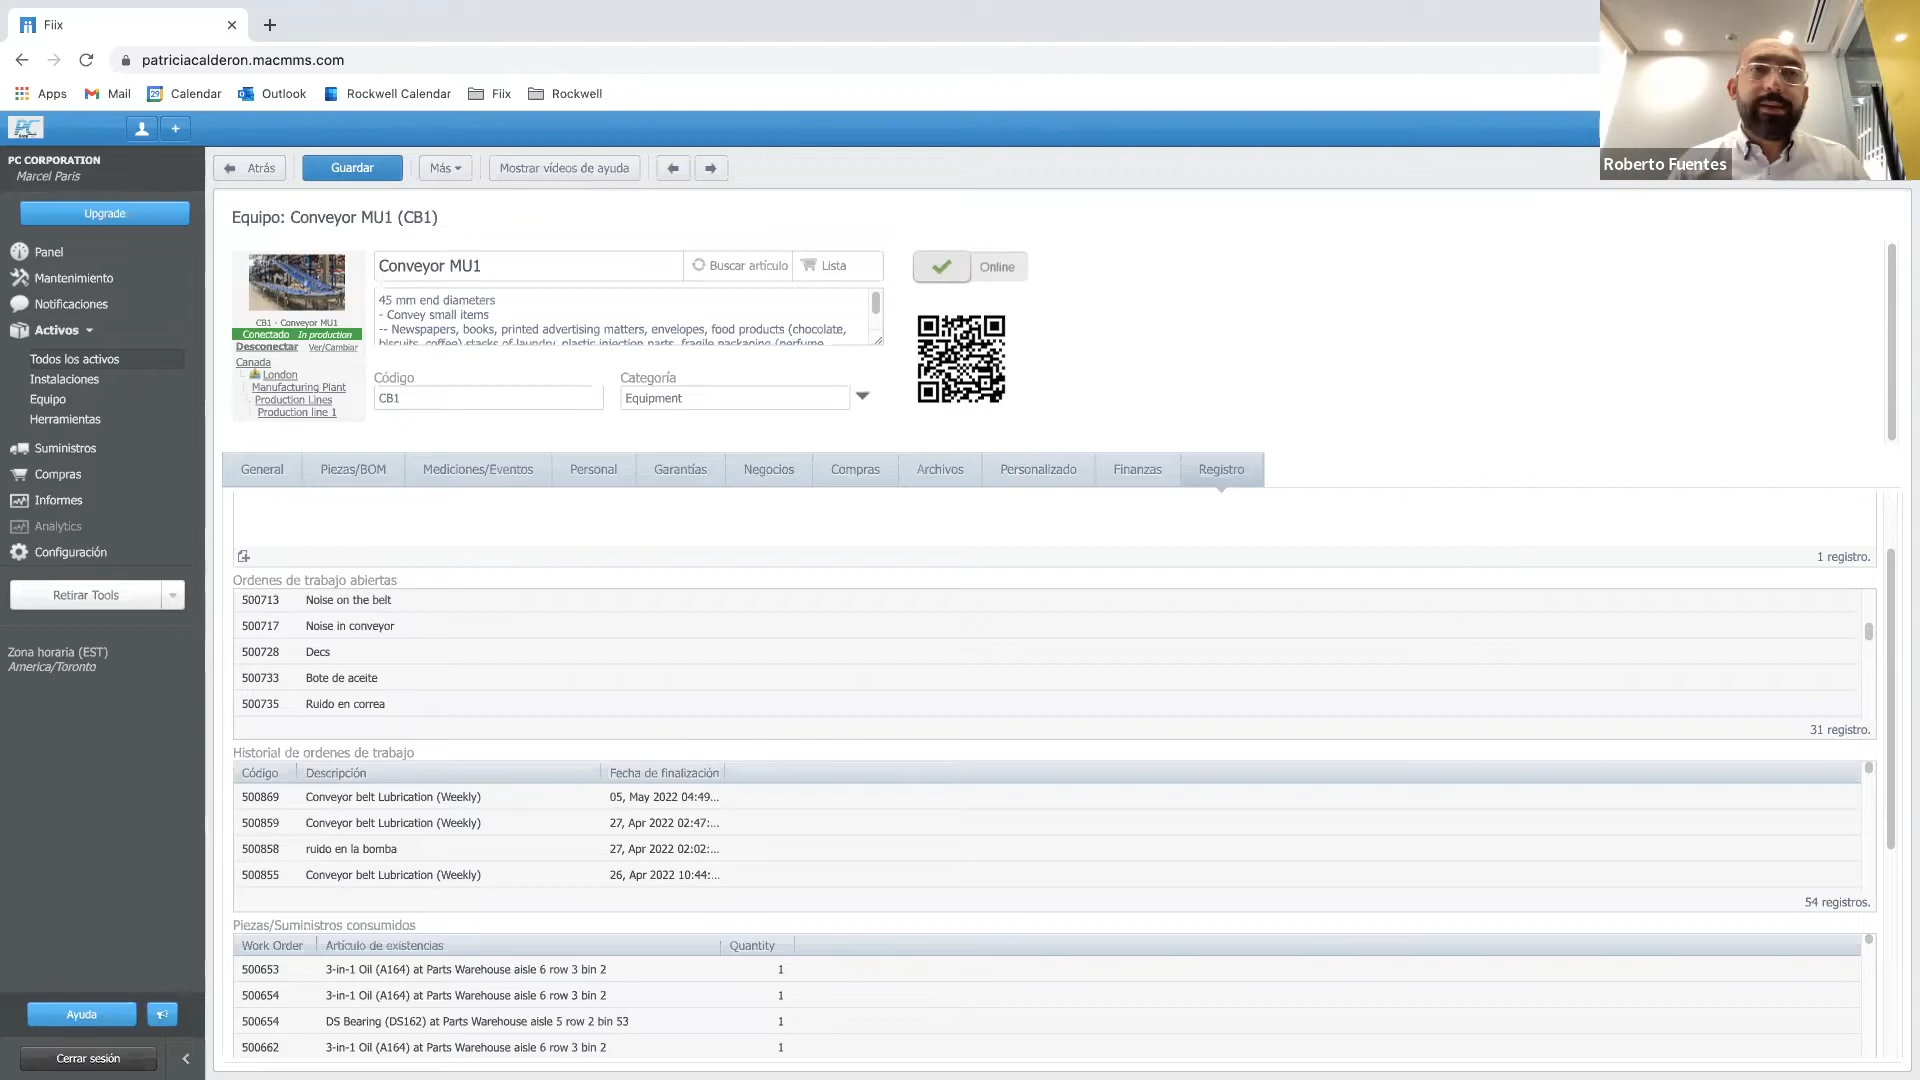 Fiix
patriciacalderon.macmms.com
Apps Mail Calendar Outlook Rockwell Calendar Fiix Rockwell
Roberto Fuentes
PC CORPORATION
Marcel Paris
Upgrade
Panel
Mantenimiento
Notificaciones
Activos
Todos los activos
Instalaciones
Equipo
Herramientas
Suministros
Compras
Informes
Analytics
Configuración
Retirar Tools
Zona horaria (EST)
America/Toronto
Ayuda
Cerrar sesión
Atrás Guardar Más Mostrar vídeos de ayuda
Equipo: Conveyor MU1 (CB1)
CB1 - Conveyor MU1
Conectado In production
Desconectar Ver/Cambiar
Canada
London
Manufacturing Plant
Production Lines
Production line 1
Conveyor MU1 Buscar artículo Lista
45 mm end diameters
- Convey small items
-- Newspapers, books, printed advertising matters, envelopes, food products (chocolate,
biscuits, coffee) stacks of laundry, plastic injection parts, fragile packaging (perfume
Código Categoría
CB1 Equipment
Online
General Piezas/BOM Mediciones/Eventos Personal Garantías Negocios Compras Archivos Personalizado Finanzas Registro
1 registro.
Ordenes de trabajo abiertas
500713 Noise on the belt
500717 Noise in conveyor
500728 Decs
500733 Bote de aceite
500735 Ruido en correa
31 registro.
Historial de ordenes de trabajo
Código Descripción Fecha de finalización
500869 Conveyor belt Lubrication (Weekly) 05, May 2022 04:49...
500859 Conveyor belt Lubrication (Weekly) 27, Apr 2022 02:47:...
500858 ruido en la bomba 27, Apr 2022 02:02:...
500855 Conveyor belt Lubrication (Weekly) 26, Apr 2022 10:44:...
54 registros.
Piezas/Suministros consumidos
Work Order Artículo de existencias Quantity
500653 3-in-1 Oil (A164) at Parts Warehouse aisle 6 row 3 bin 2 1
500654 3-in-1 Oil (A164) at Parts Warehouse aisle 6 row 3 bin 2 1
500654 DS Bearing (DS162) at Parts Warehouse aisle 5 row 2 bin 53 1
500662 3-in-1 Oil (A164) at Parts Warehouse aisle 6 row 3 bin 2 1